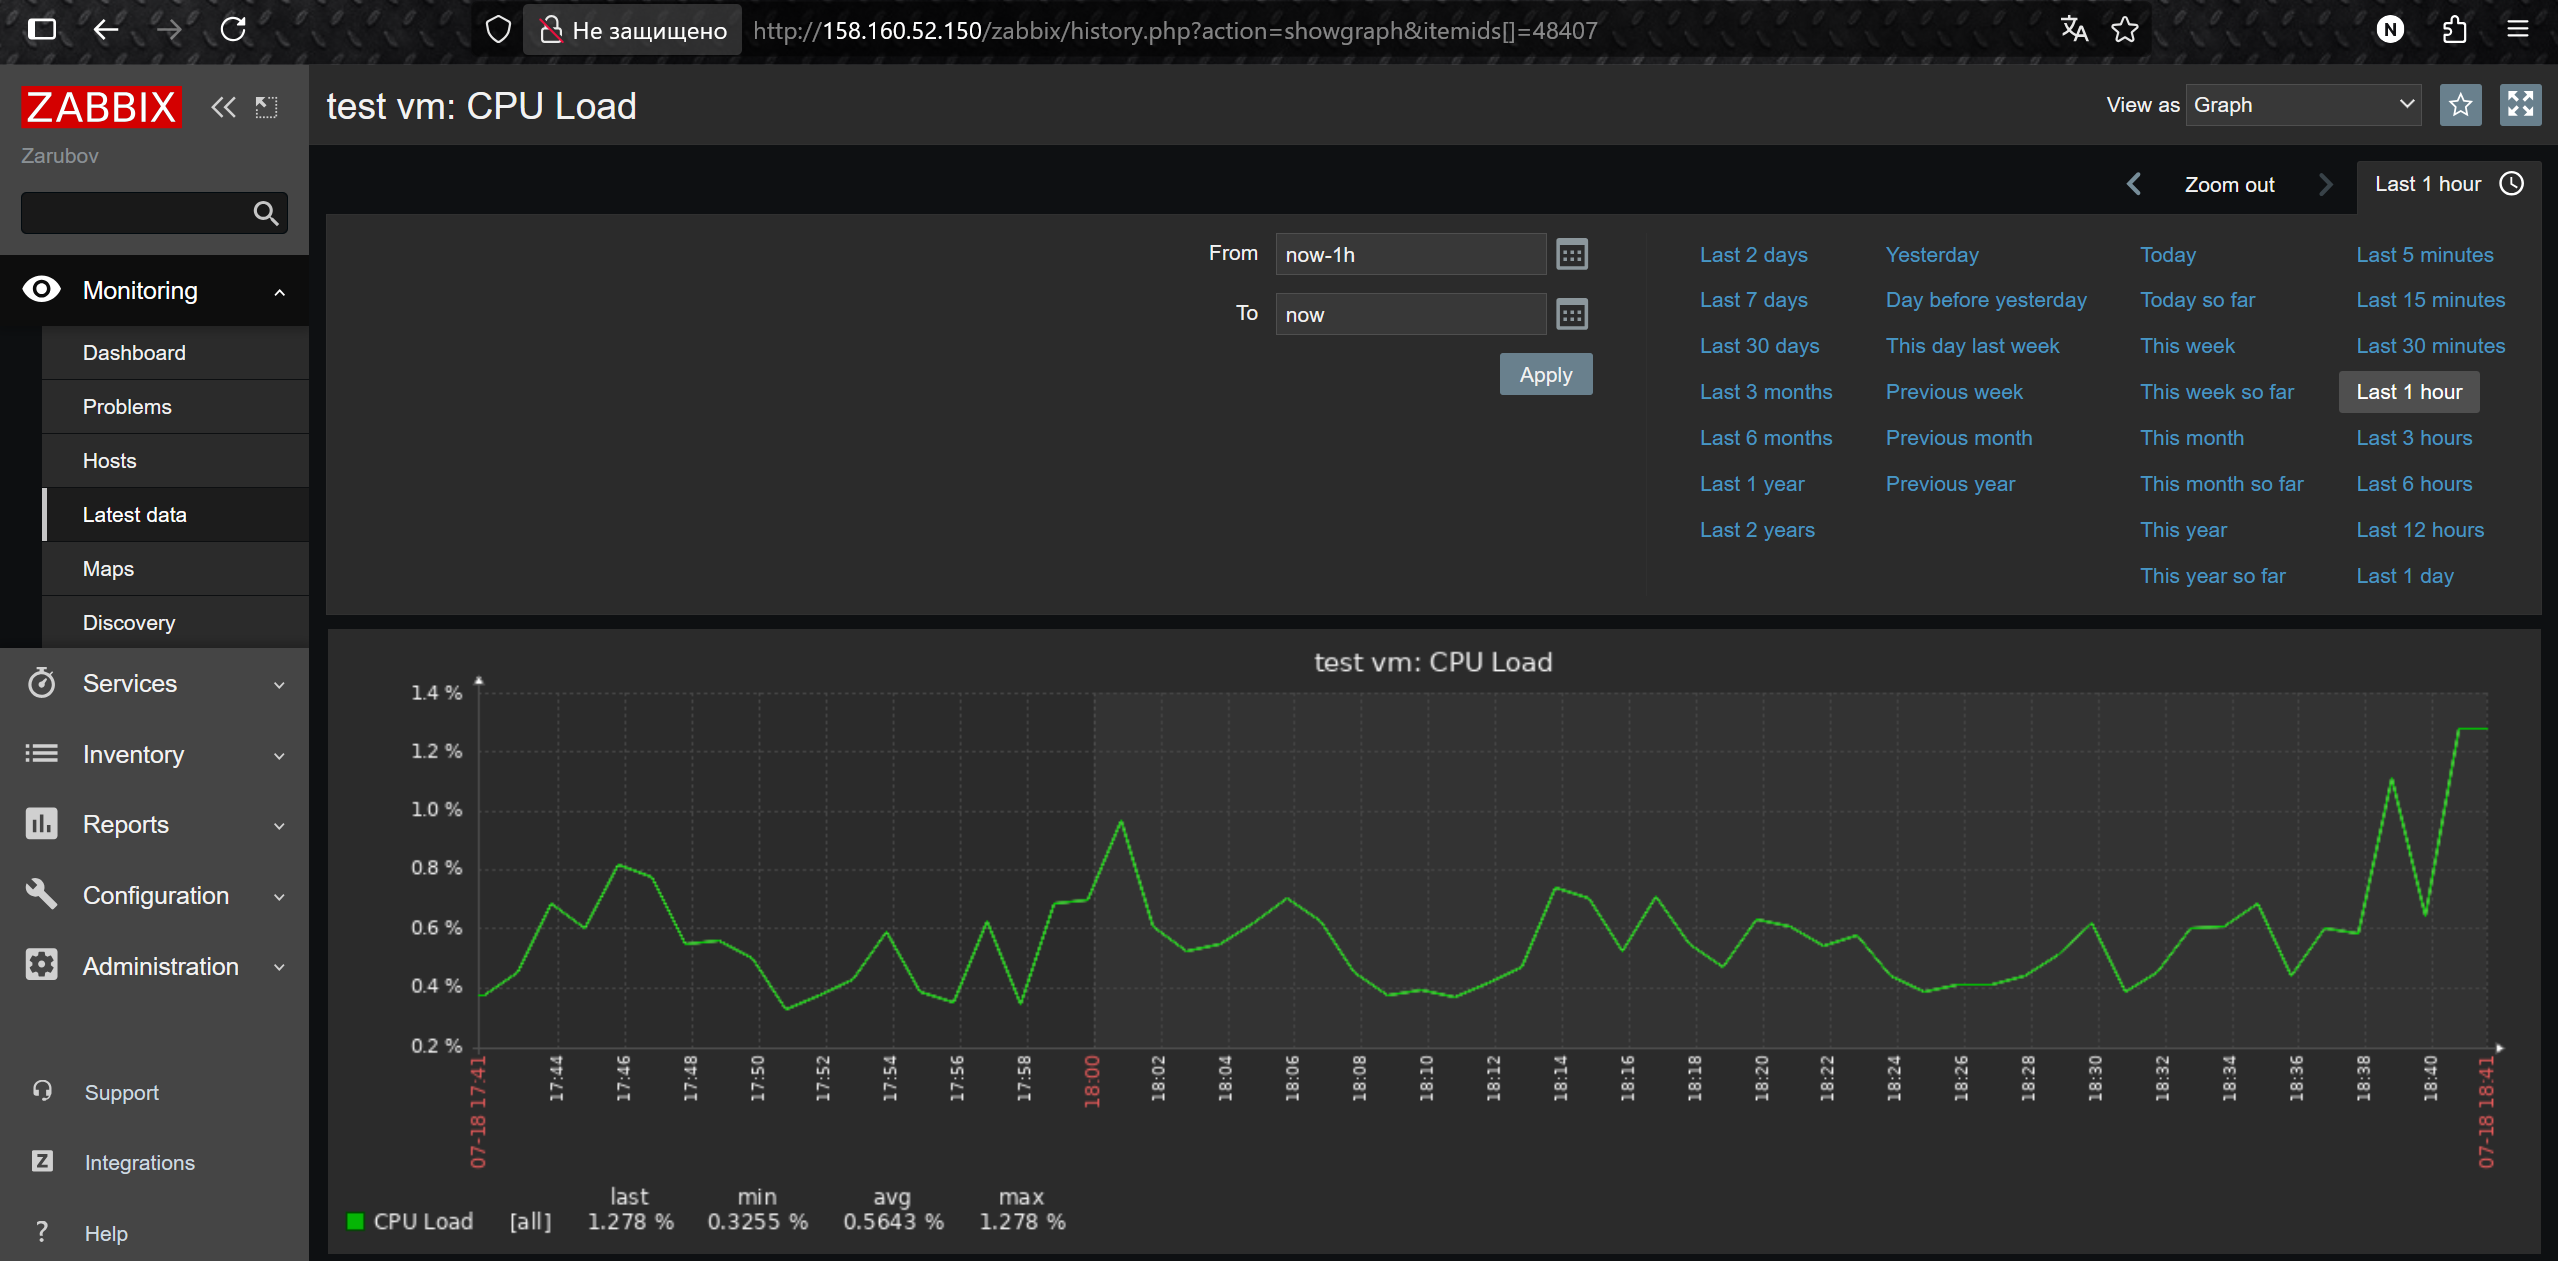 Не защищено http://158.160.52.150/zabbix/history.php?action=showgraph&itemids[]=48407
N
ZABBIX
Zarubov
Monitoring
Dashboard
Problems
Hosts
Latest data
Maps
Discovery
Services
Inventory
Reports
Configuration
Administration
Support
Z Integrations
? Help
test vm: CPU Load
View as Graph
Zoom out Last 1 hour
From now-1h
To now
Apply
Last 2 days Yesterday Today Last 5 minutes
Last 7 days Day before yesterday Today so far Last 15 minutes
Last 30 days This day last week This week Last 30 minutes
Last 3 months Previous week This week so far Last 1 hour
Last 6 months Previous month This month Last 3 hours
Last 1 year Previous year This month so far Last 6 hours
Last 2 years This year Last 12 hours
This year so far Last 1 day
test vm: CPU Load
1.4 %
1.2 %
1.0 %
0.8 %
0.6 %
0.4 %
0.2 %
07-18 17:41 17:44 17:46 17:48 17:50 17:52 17:54 17:56 17:58 18:00 18:02 18:04 18:06 18:08 18:10 18:12 18:14 18:16 18:18 18:20 18:22 18:24 18:26 18:28 18:30 18:32 18:34 18:36 18:38 18:40 07-18 18:41
last min avg max
CPU Load [all] 1.278 % 0.3255 % 0.5643 % 1.278 %